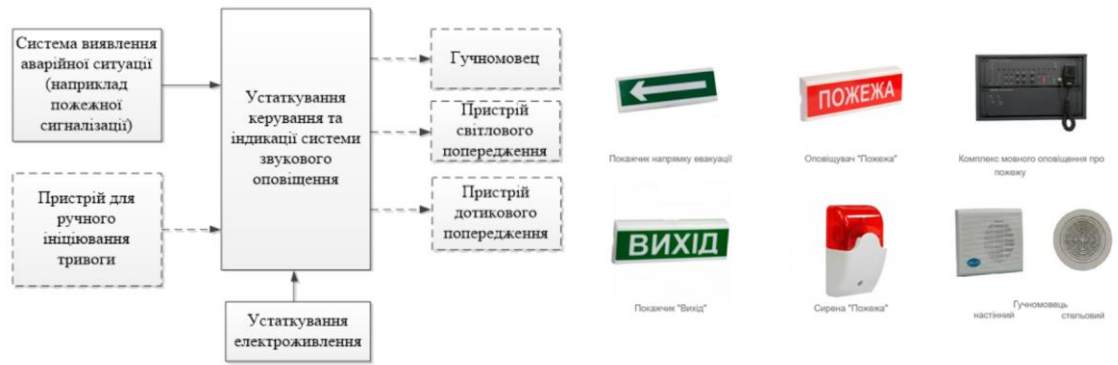 Система виявлення
аварійної ситуації
(наприклад
пожежної
сигналізації)
Пристрій для
ручного
ініціювання
тривоги
Устаткування
керування та
індикації системи
звукового
оповіщення
Устаткування
електроживлення
Гучномовец
Пристрій
світлового
попередження
Пристрій
дотикового
попередження
ПОЖЕЖА
Покажчик напрямку евакуації
Оповіщувач "Пожежа"
Комплекс мовного оповіщення про
пожежу
ВИХІД
Покажчик "Вихід"
Сирена "Пожежа"
Гучномовець
настінний стельовий